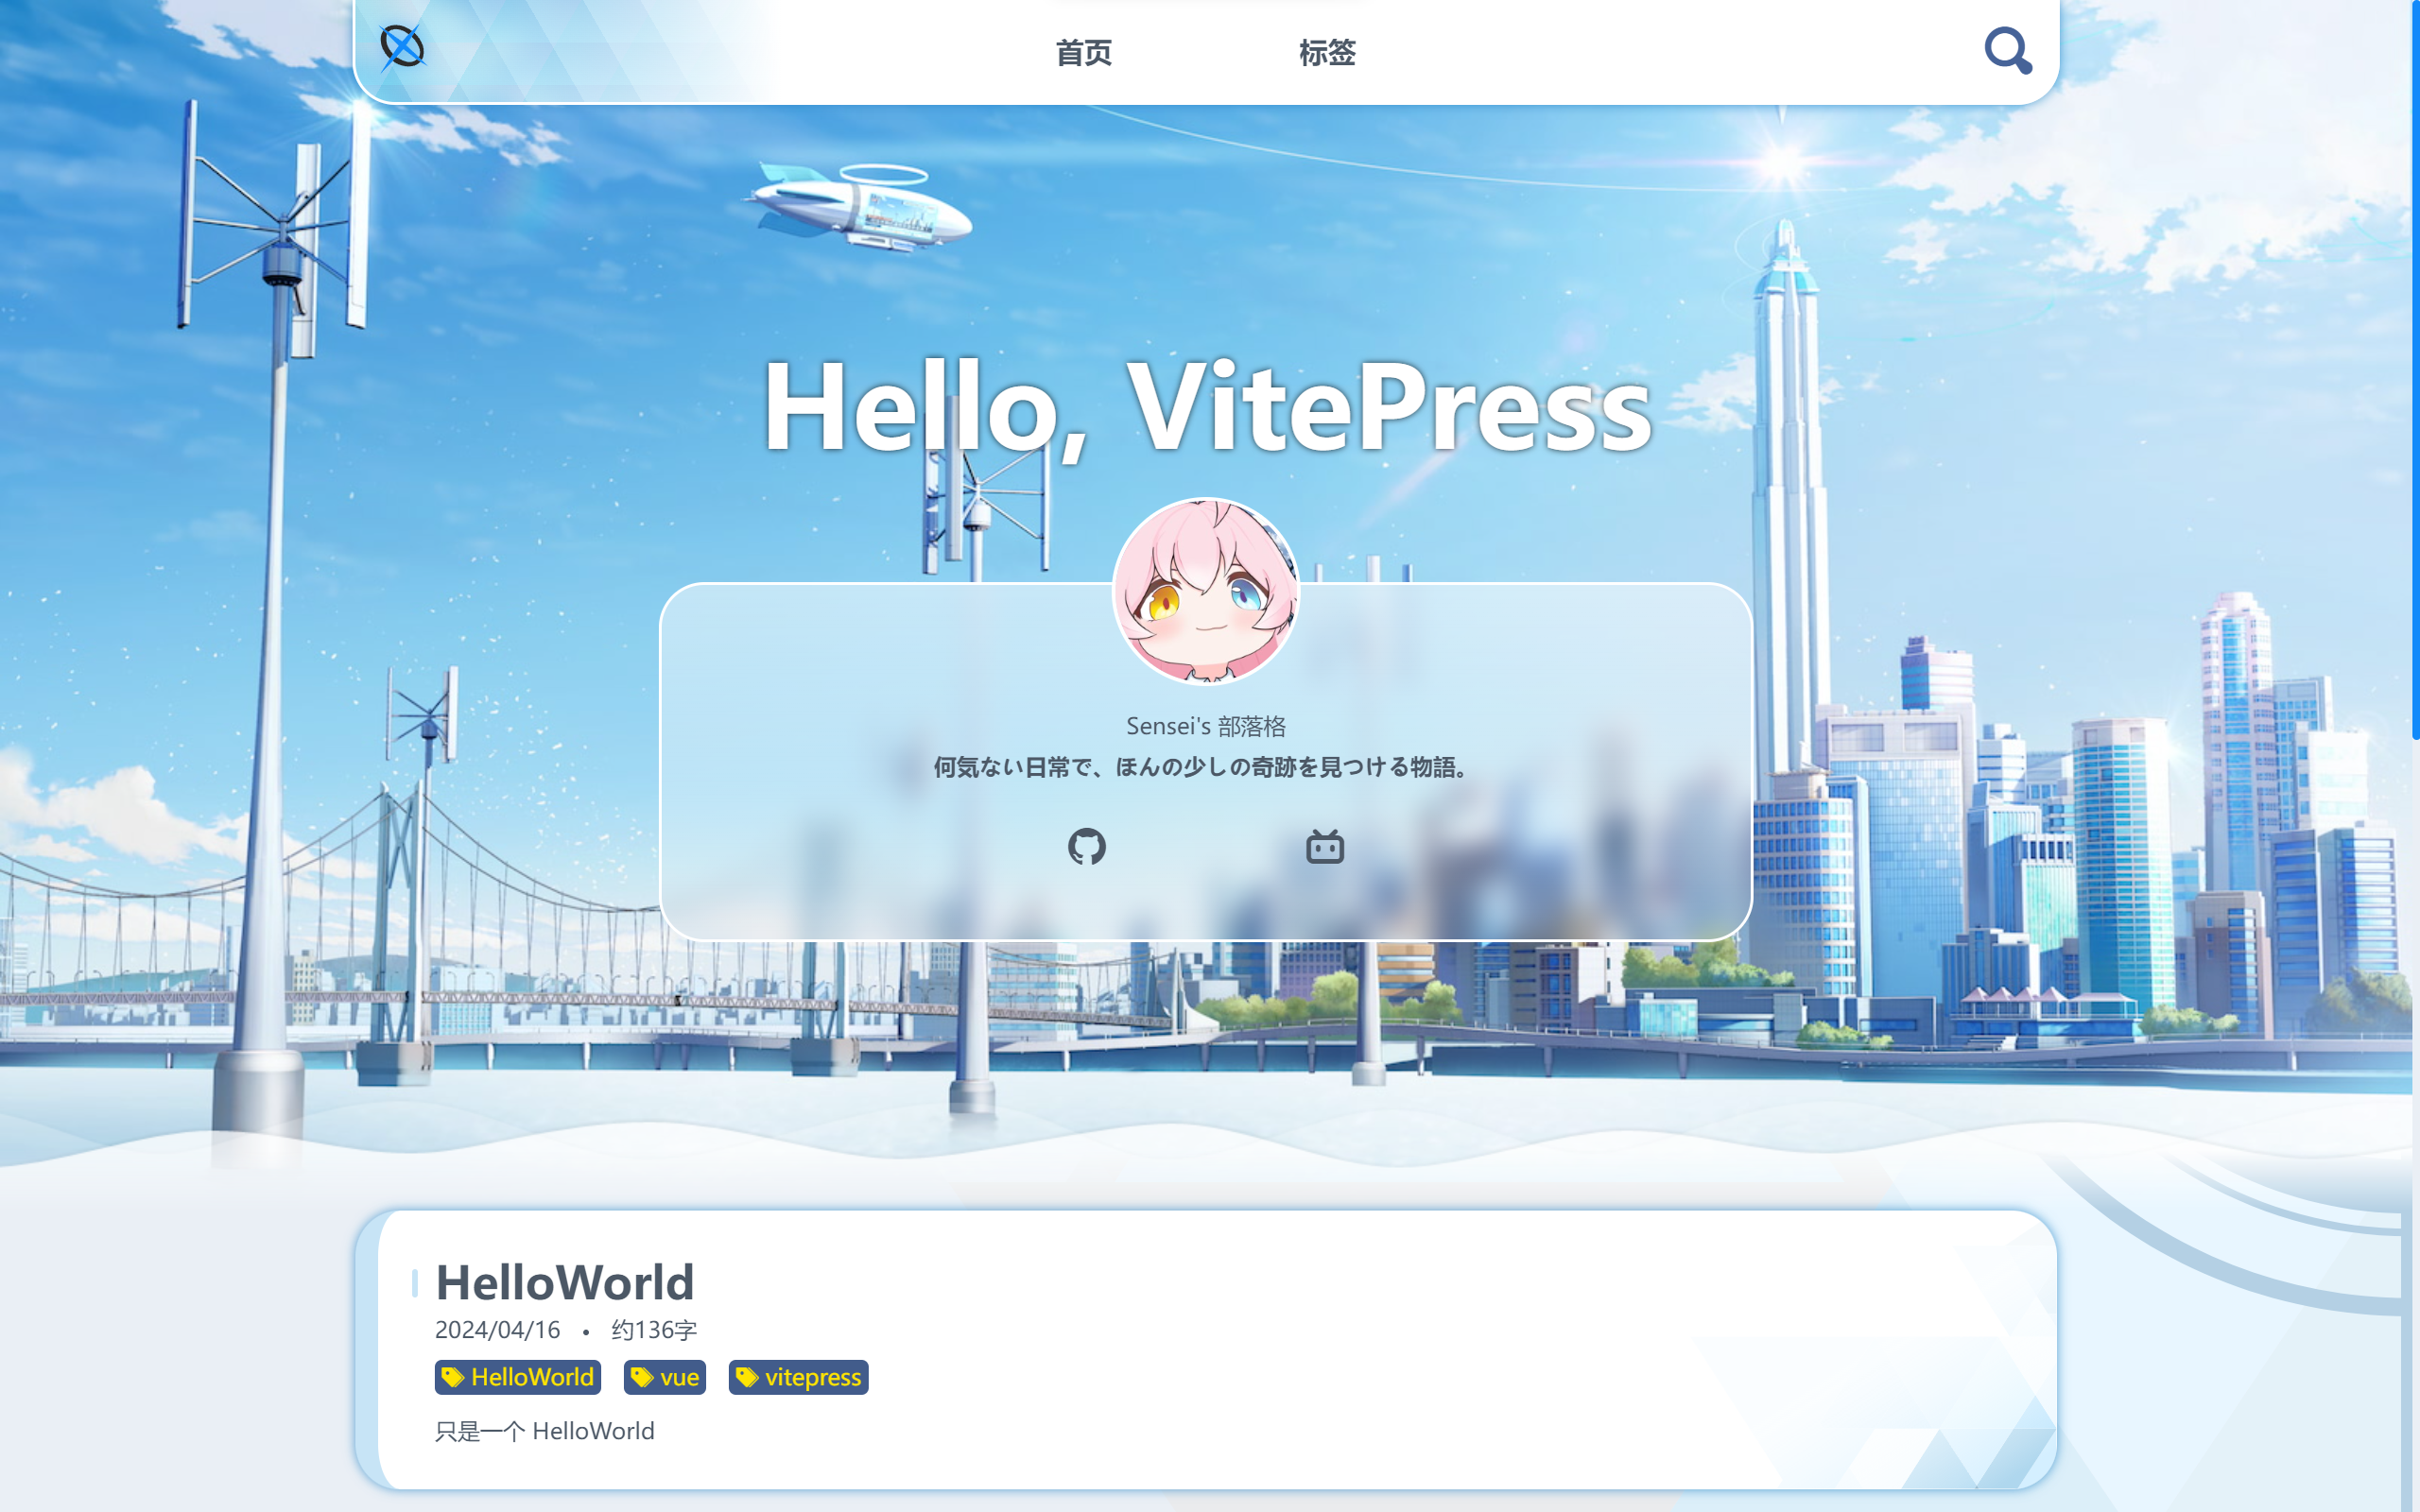 首页
标签
Hello, VitePress
Sensei's 部落格
何気ない日常で、ほんの少しの奇跡を見つける物語。
HelloWorld
2024/04/16 • 约136字
HelloWorld vue vitepress
只是一个 HelloWorld